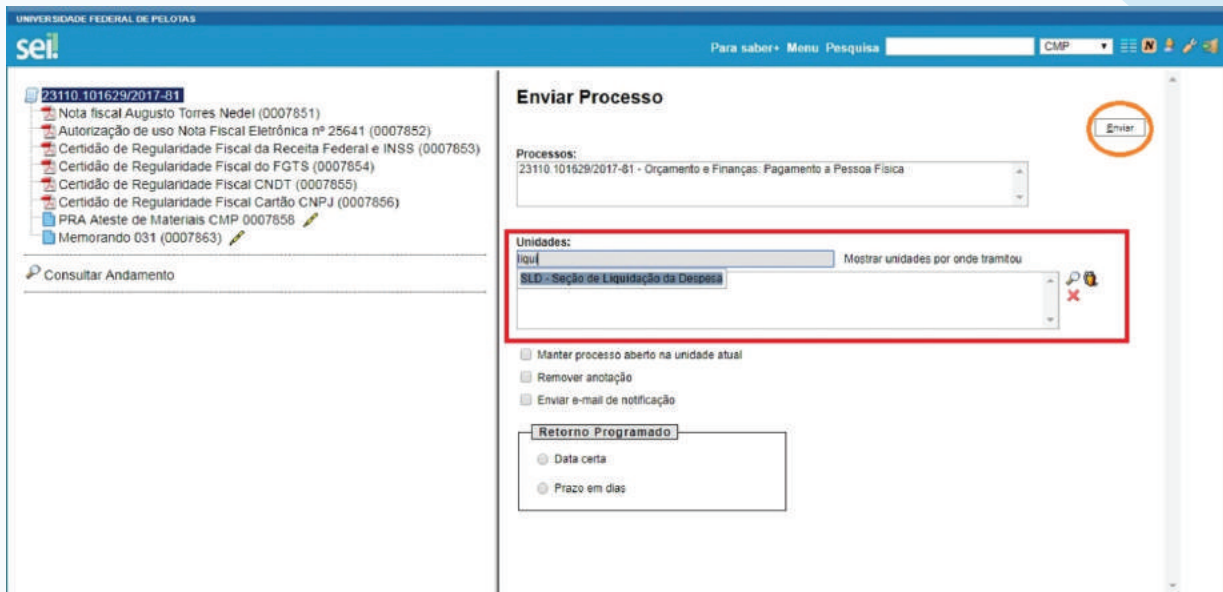 UNIVERSIDADE FEDERAL DE PELOTAS
sei!
Para saber+ Menu Pesquisa
CMP
N
23110.101629/2017-81
Nota fiscal Augusto Torres Nedel (0007851)
Autorização de uso Nota Fiscal Eletrônica nº 25641 (0007852)
Certidão de Regularidade Fiscal da Receita Federal e INSS (0007853)
Certidão de Regularidade Fiscal do FGTS (0007854)
Certidão de Regularidade Fiscal CNDT (0007855)
Certidão de Regularidade Fiscal Cartão CNPJ (0007856)
PRA Ateste de Materiais CMP 0007858
Memorando 031 (0007863)
Consultar Andamento
Enviar Processo
Enviar
Processos:
23110.101629/2017-81 - Orçamento e Finanças: Pagamento a Pessoa Física
Unidades:
liqui
Mostrar unidades por onde tramitou
SLD - Seção de Liquidação da Despesa
Manter processo aberto na unidade atual
Remover anotação
Enviar e-mail de notificação
Retorno Programado
Data certa
Prazo em dias